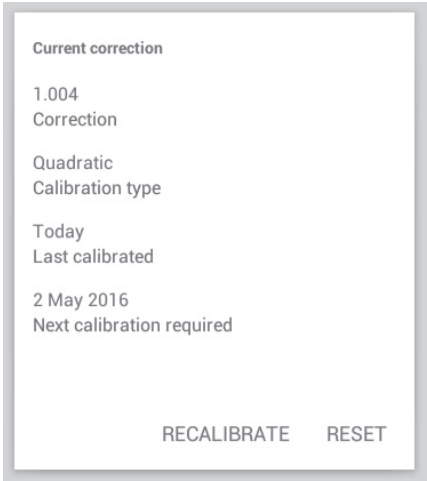 Current correction
1.004
Correction
Quadratic
Calibration type
Today
Last calibrated
2 May 2016
Next calibration required
RECALIBRATE RESET